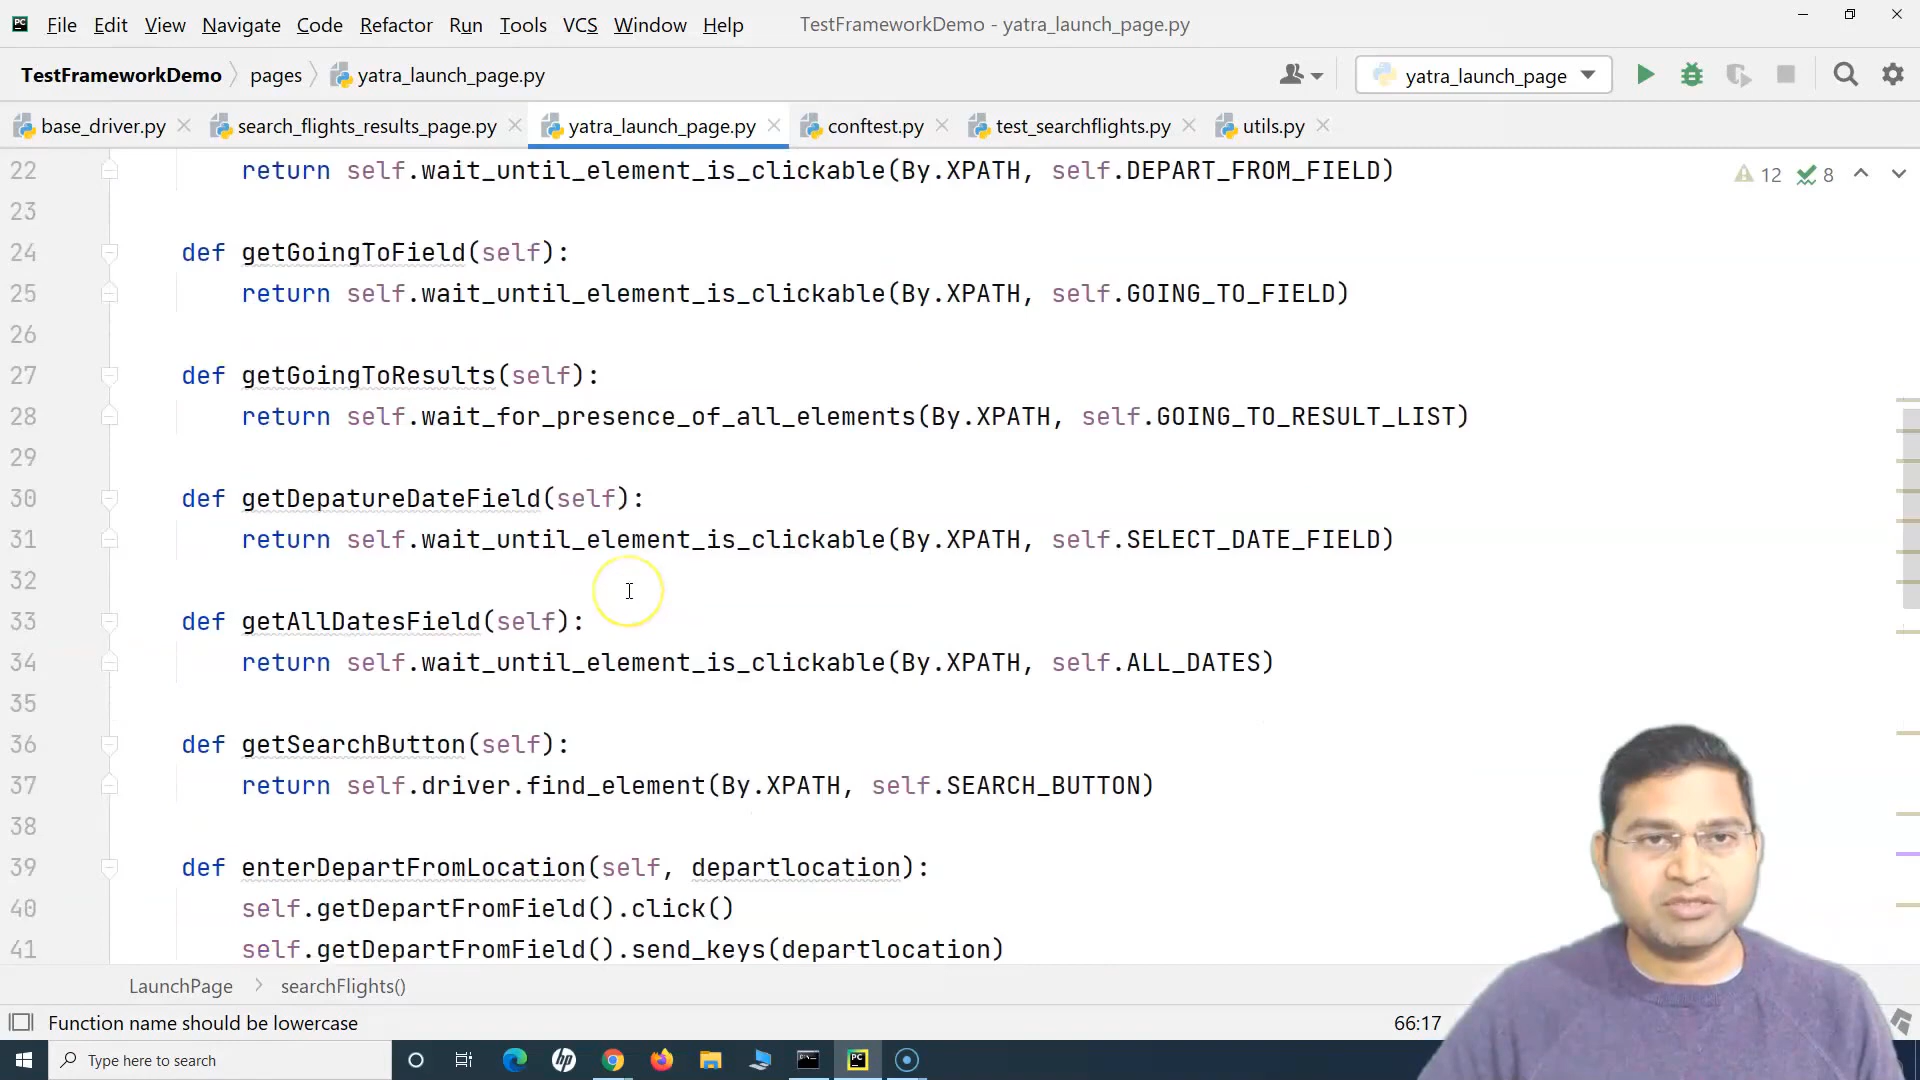 File Edit View Navigate Code Refactor Run Tools VCS Window Help TestFrameworkDemo - yatra_launch_page.py
TestFrameworkDemo pages yatra_launch_page.py yatra_launch_page
base_driver.py search_flights_results_page.py yatra_launch_page.py conftest.py test_searchflights.py utils.py
22 return self.wait_until_element_is_clickable(By.XPATH, self.DEPART_FROM_FIELD) 12 8
23
24 def getGoingToField(self):
25 return self.wait_until_element_is_clickable(By.XPATH, self.GOING_TO_FIELD)
26
27 def getGoingToResults(self):
28 return self.wait_for_presence_of_all_elements(By.XPATH, self.GOING_TO_RESULT_LIST)
29
30 def getDepatureDateField(self):
31 return self.wait_until_element_is_clickable(By.XPATH, self.SELECT_DATE_FIELD)
32
33 def getAllDatesField(self):
34 return self.wait_until_element_is_clickable(By.XPATH, self.ALL_DATES)
35
36 def getSearchButton(self):
37 return self.driver.find_element(By.XPATH, self.SEARCH_BUTTON)
38
39 def enterDepartFromLocation(self, departlocation):
40 self.getDepartFromField().click()
41 self.getDepartFromField().send_keys(departlocation)
LaunchPage searchFlights()
Function name should be lowercase 66:17
Type here to search
PC
hp
PC